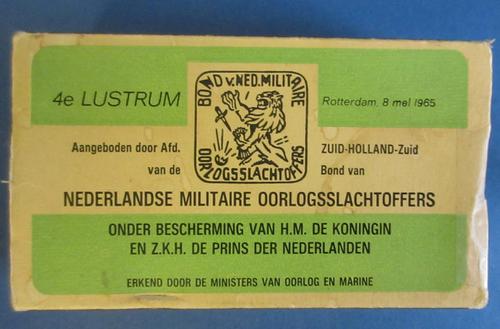 4e LUSTRUM
BOND v. NED. MILITAIRE
OORLOGSSLACHTOFFERS
Rotterdam, 8 mei 1965
Aangeboden door Afd. ZUID-HOLLAND-Zuid
van de Bond van
NEDERLANDSE MILITAIRE OORLOGSSLACHTOFFERS
ONDER BESCHERMING VAN H.M. DE KONINGIN
EN Z.K.H. DE PRINS DER NEDERLANDEN
ERKEND DOOR DE MINISTERS VAN OORLOG EN MARINE